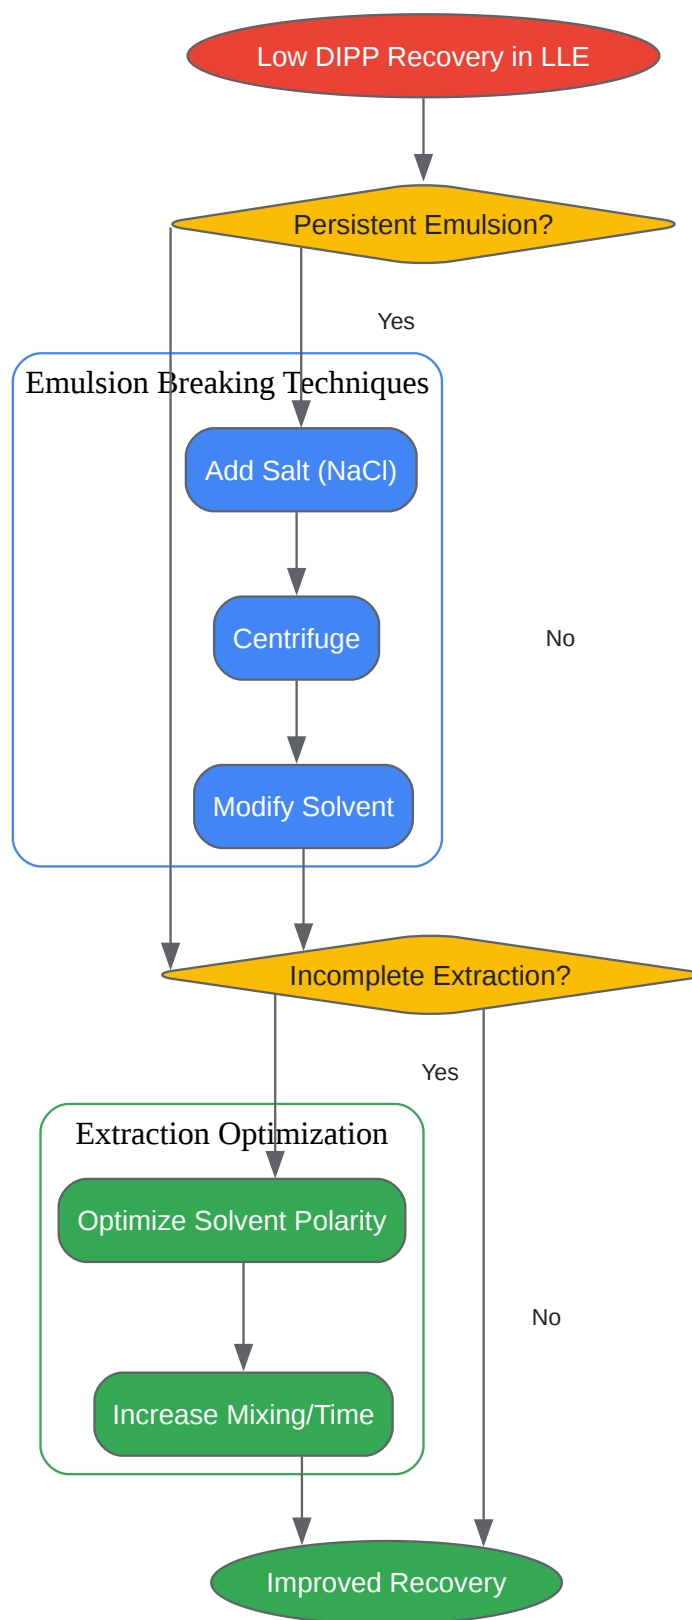 Low DIPP Recovery in LLE
Persistent Emulsion?
Yes
Emulsion Breaking Techniques
Add Salt (NaCl)
Centrifuge
No
Modify Solvent
Incomplete Extraction?
Yes
Extraction Optimization
Optimize Solvent Polarity
No
Increase Mixing/Time
Improved Recovery